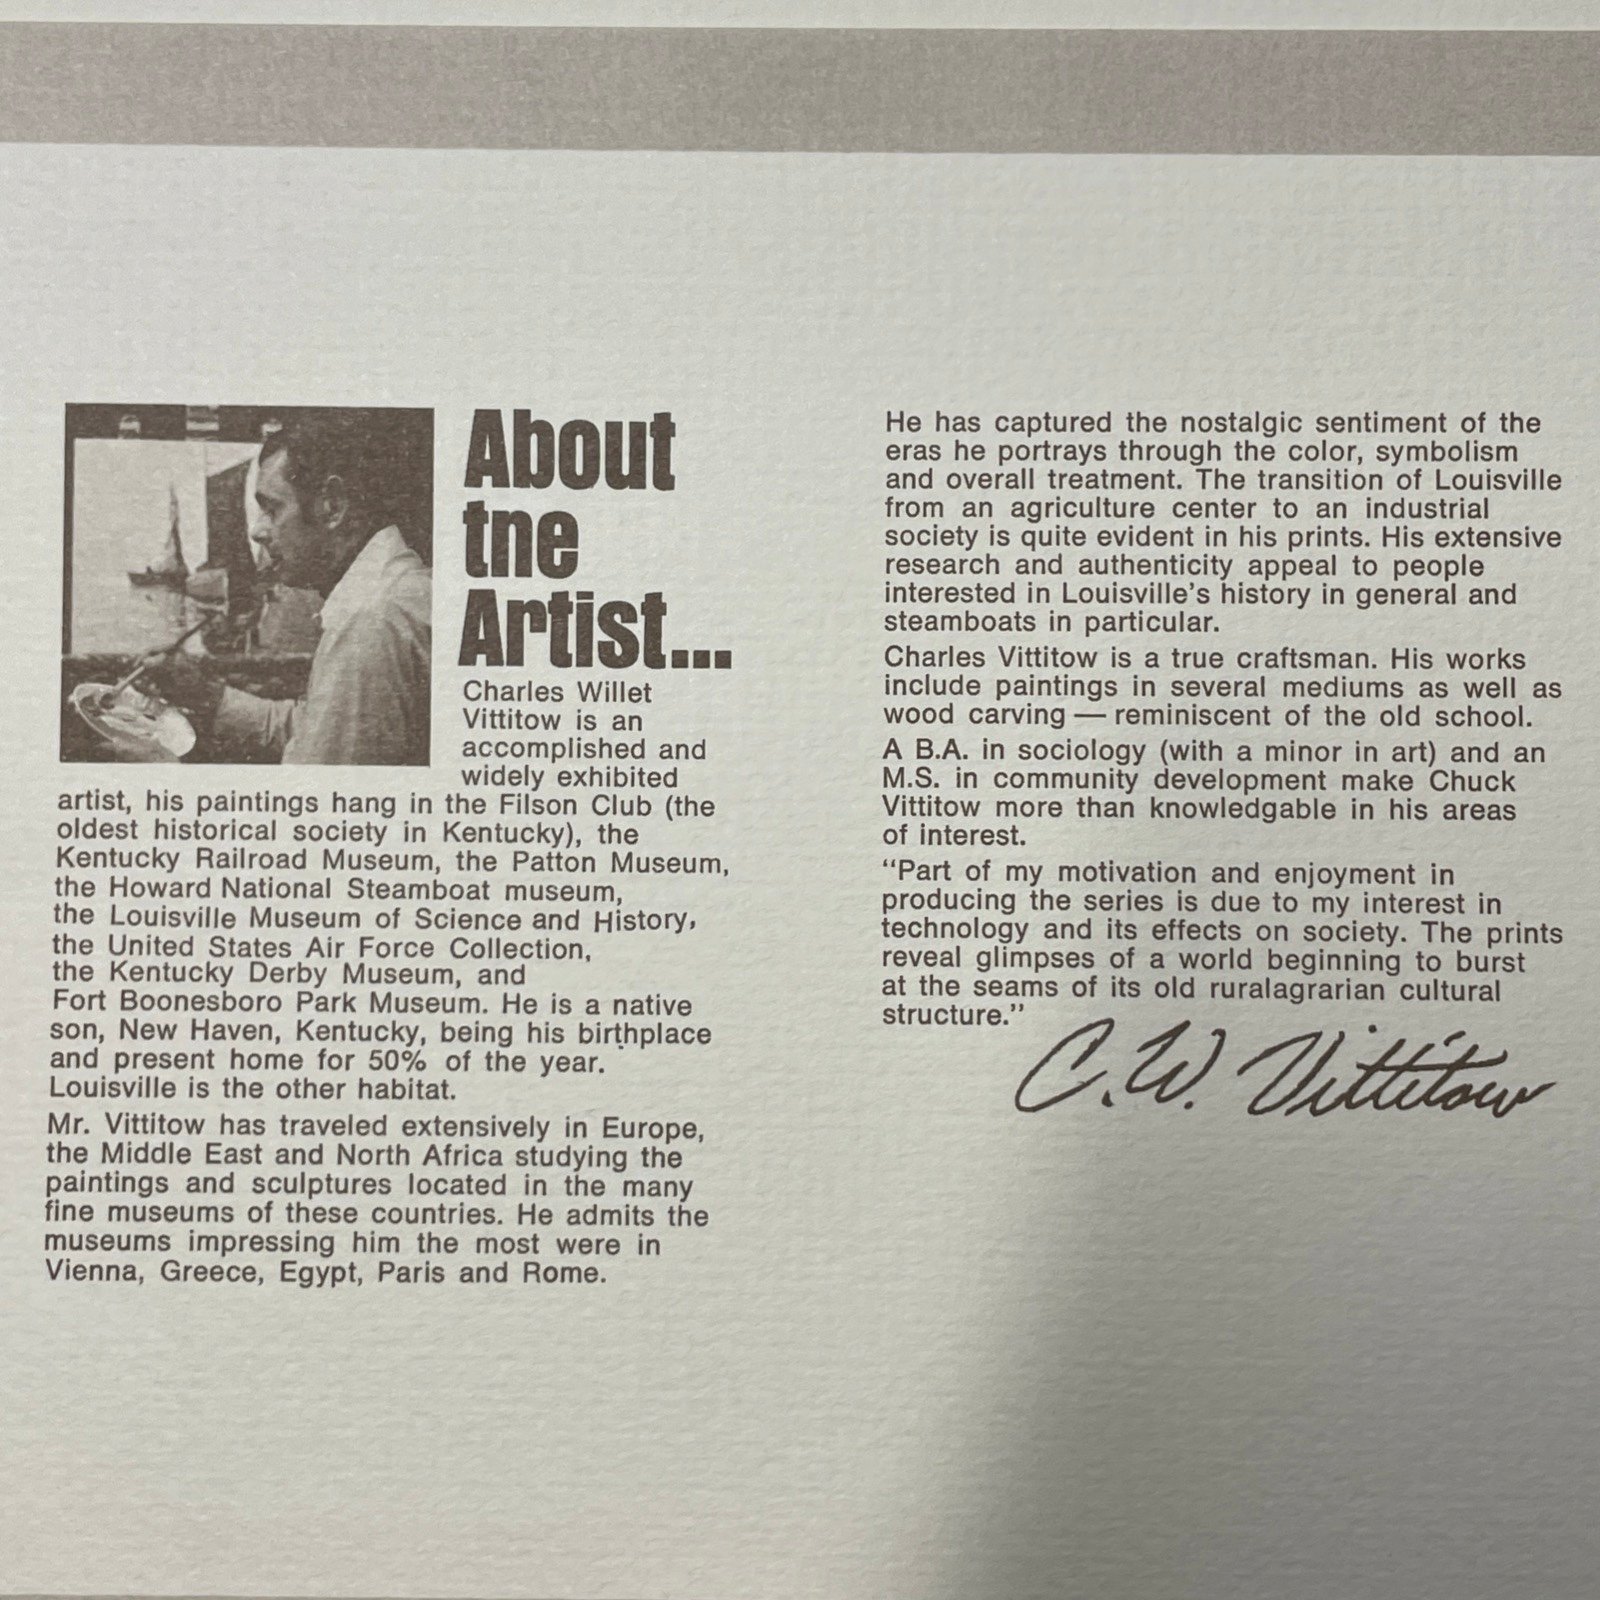 About
tne
Artist...
Charles Willet
Vittitow is an
accomplished and
widely exhibited
artist, his paintings hang in the Filson Club (the
oldest historical society in Kentucky), the
Kentucky Railroad Museum, the Patton Museum,
the Howard National Steamboat museum,
the Louisville Museum of Science and History,
the United States Air Force Collection,
the Kentucky Derby Museum, and
Fort Boonesboro Park Museum. He is a native
son, New Haven, Kentucky, being his birthplace
and present home for 50% of the year.
Louisville is the other habitat.
Mr. Vittitow has traveled extensively in Europe,
the Middle East and North Africa studying the
paintings and sculptures located in the many
fine museums of these countries. He admits the
museums impressing him the most were in
Vienna, Greece, Egypt, Paris and Rome.
He has captured the nostalgic sentiment of the
eras he portrays through the color, symbolism
and overall treatment. The transition of Louisville
from an agriculture center to an industrial
society is quite evident in his prints. His extensive
research and authenticity appeal to people
interested in Louisville's history in general and
steamboats in particular.
Charles Vittitow is a true craftsman. His works
include paintings in several mediums as well as
wood carving — reminiscent of the old school.
A B.A. in sociology (with a minor in art) and an
M.S. in community development make Chuck
Vittitow more than knowledgable in his areas
of interest.
"Part of my motivation and enjoyment in
producing the series is due to my interest in
technology and its effects on society. The prints
reveal glimpses of a world beginning to burst
at the seams of its old ruralagrarian cultural
structure."
C. W. Vittitow